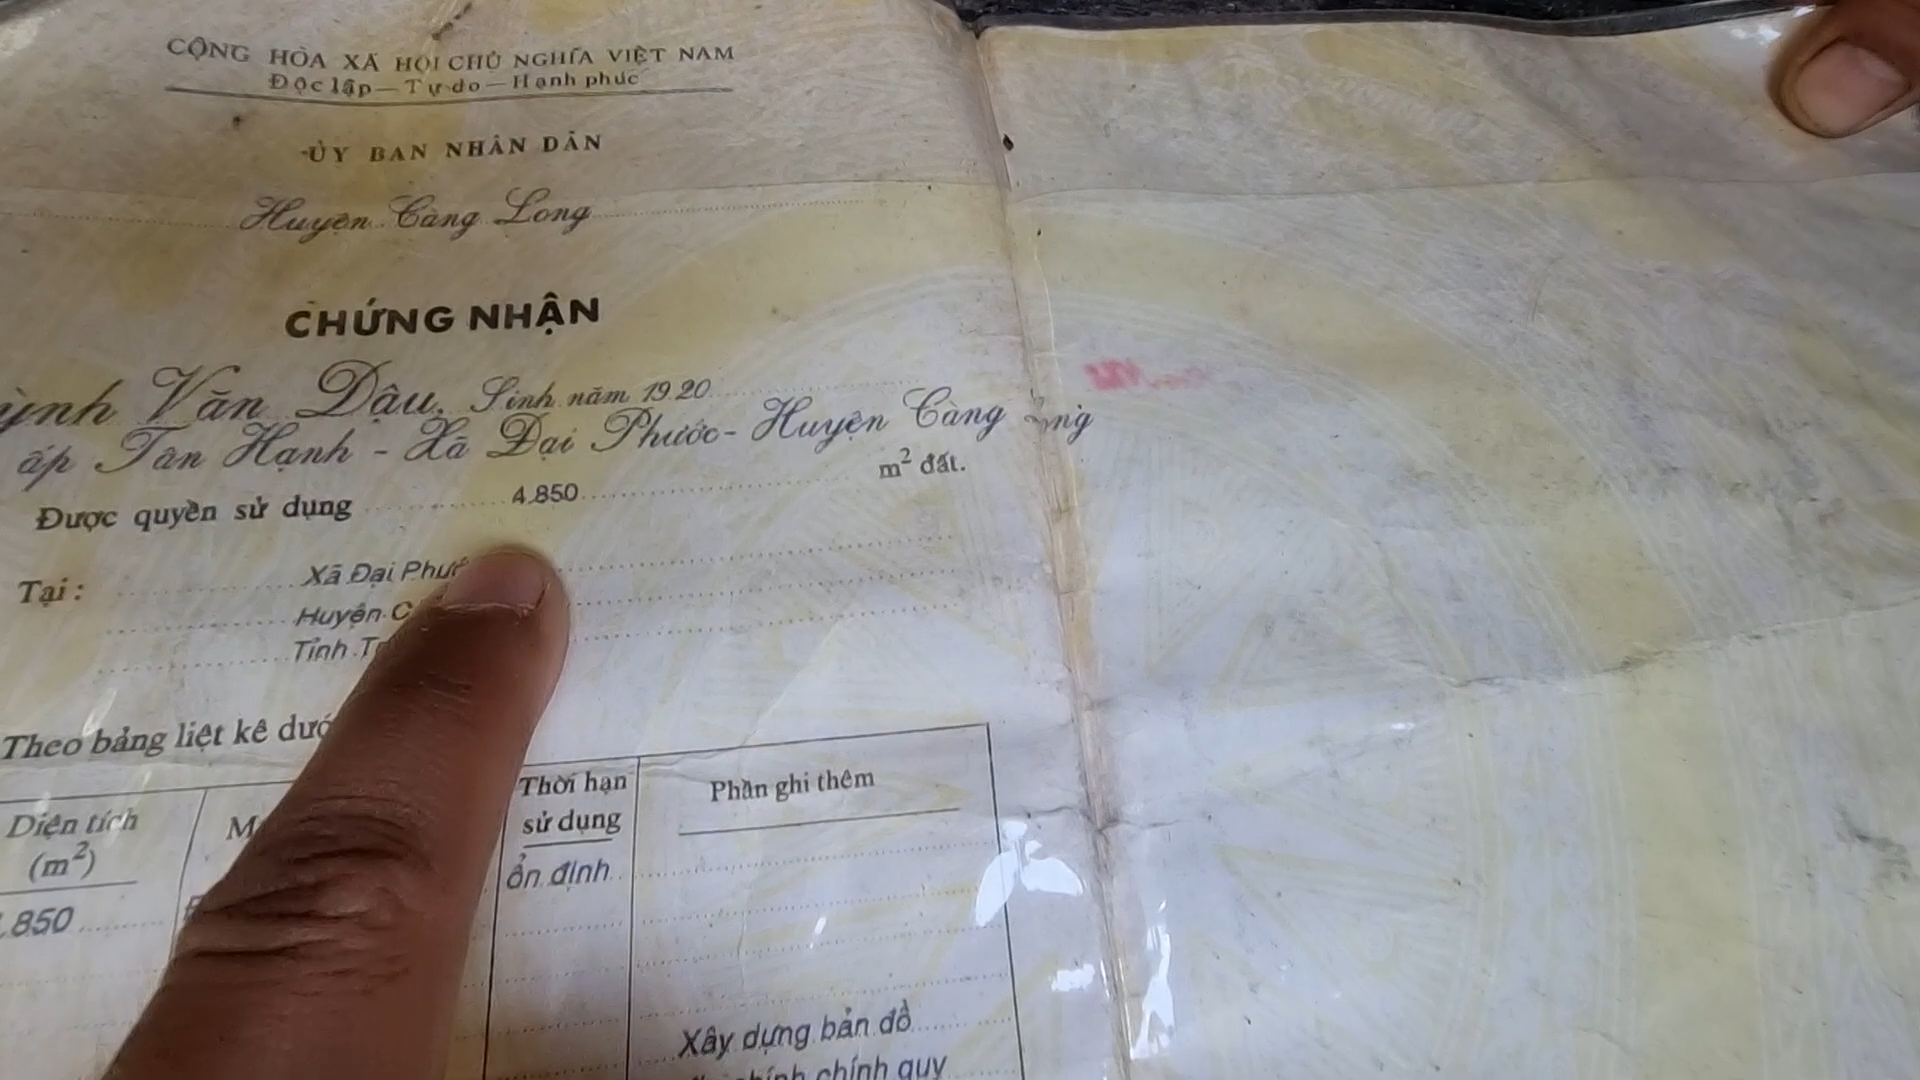 CỘNG HÒA XÃ HỘI CHỦ NGHĨA VIỆT NAM
Độc lập — Tự do — Hạnh phúc
ỦY BAN NHÂN DÂN
Huyện Càng Long
CHỨNG NHẬN
Văn Dậu, Sinh năm 1920
ấp Tân Hạnh - Xã Đại Phước - Huyện Càng
Được quyền sử dụng 4.850 m² đất.
Tại : Xã Đại
Huyện
Tỉnh
Theo bảng liệt kê
Diện tích
(m²)
Thời hạn
sử dụng
Phần ghi thêm
850
ổn định
Xây dựng bản đồ
chính quy